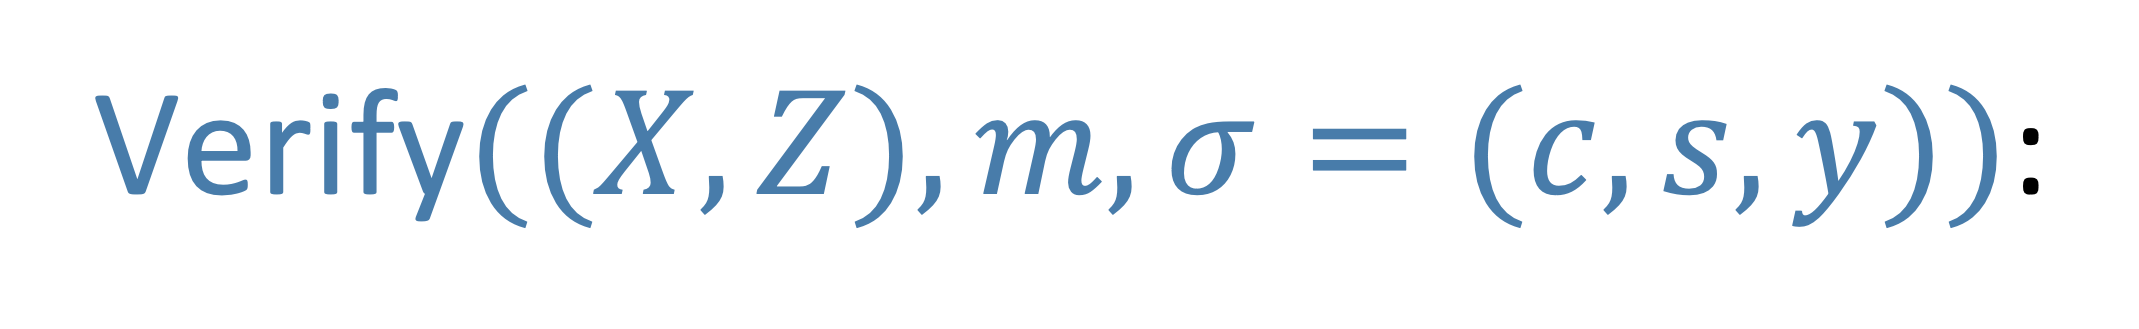 Verify((X, Z), m, σ = (c, s, y)):